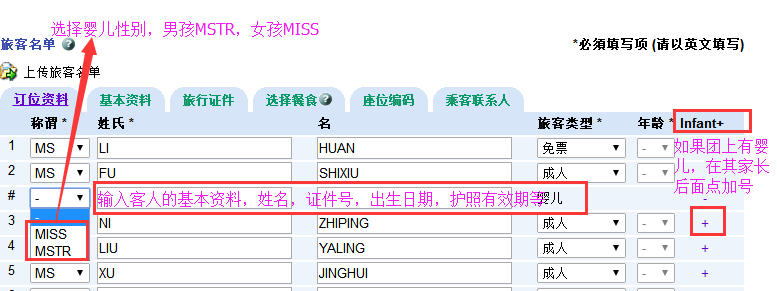 选择婴儿性别，男孩MSTR，女孩MISS
旅客名单 ? *必须填写项 (请以英文填写)
上传旅客名单
订位资料 基本资料 旅行证件 选择餐食 ? 座位编码 乘客联系人
称谓 * 姓氏 * 名 旅客类型 * 年龄 * Infant+
1 MS LI HUAN 免票 -
如果团上有婴儿，在其家长后面点加号
2 MS FU SHIXIU 成人 -
# - 输入客人的基本资料，姓名，证件号，出生日期，护照有效期等 婴儿 -
3 NI ZHIPING 成人 - +
MISS
MSTR
4 LIU YALING 成人 - +
5 MS XU JINGHUI 成人 - +